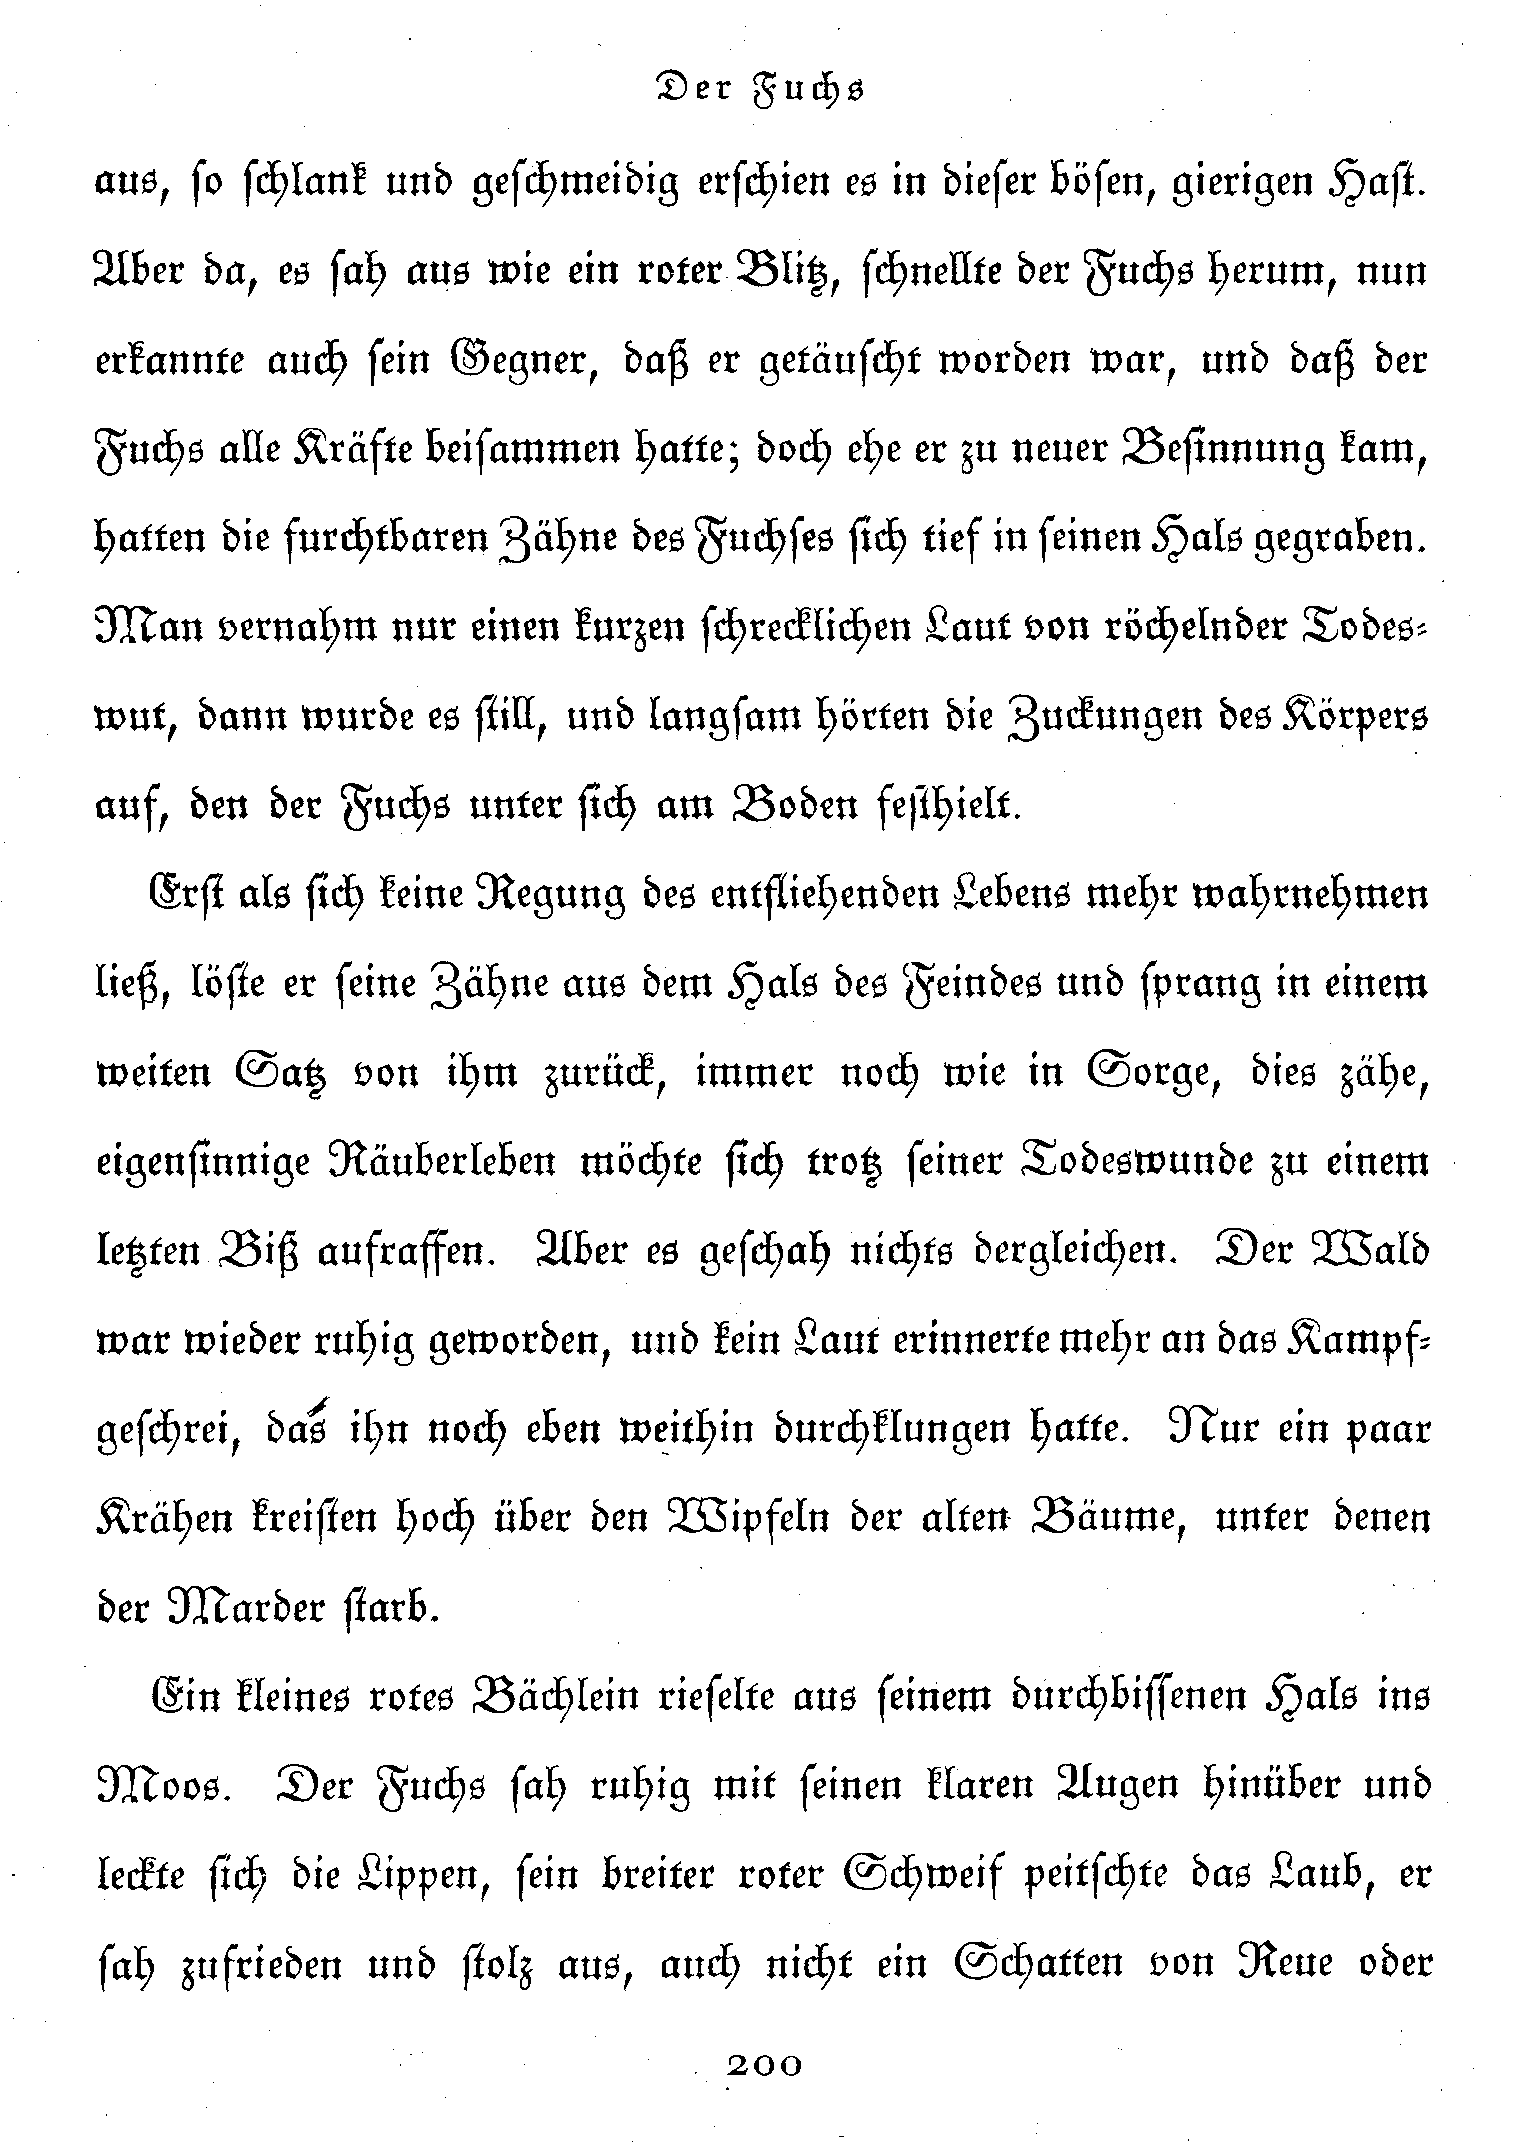 Der Fuchs
aus, so schlank und geschmeidig erschien es in dieser bösen, gierigen Hast.
Aber da, es sah aus wie ein roter Blitz, schnellte der Fuchs herum, nun
erkannte auch sein Gegner, daß er getäuscht worden war, und daß der
Fuchs alle Kräfte beisammen hatte; doch ehe er zu neuer Besinnung kam,
hatten die furchtbaren Zähne des Fuchses sich tief in seinen Hals gegraben.
Man vernahm nur einen kurzen schrecklichen Laut von röchelnder Todes-
wut, dann wurde es still, und langsam hörten die Zuckungen des Körpers
auf, den der Fuchs unter sich am Boden festhielt.
Erst als sich keine Regung des entfliehenden Lebens mehr wahrnehmen
ließ, löste er seine Zähne aus dem Hals des Feindes und sprang in einem
weiten Satz von ihm zurück, immer noch wie in Sorge, dies zähe,
eigensinnige Räuberleben möchte sich trotz seiner Todeswunde zu einem
letzten Biß aufraffen. Aber es geschah nichts dergleichen. Der Wald
war wieder ruhig geworden, und kein Laut erinnerte mehr an das Kampf-
geschrei, das ihn noch eben weithin durchklungen hatte. Nur ein paar
Krähen kreisten hoch über den Wipfeln der alten Bäume, unter denen
der Marder starb.
Ein kleines rotes Bächlein rieselte aus seinem durchbissenen Hals ins
Moos. Der Fuchs sah ruhig mit seinen klaren Augen hinüber und
leckte sich die Lippen, sein breiter roter Schweif peitschte das Laub, er
sah zufrieden und stolz aus, auch nicht ein Schatten von Reue oder
200